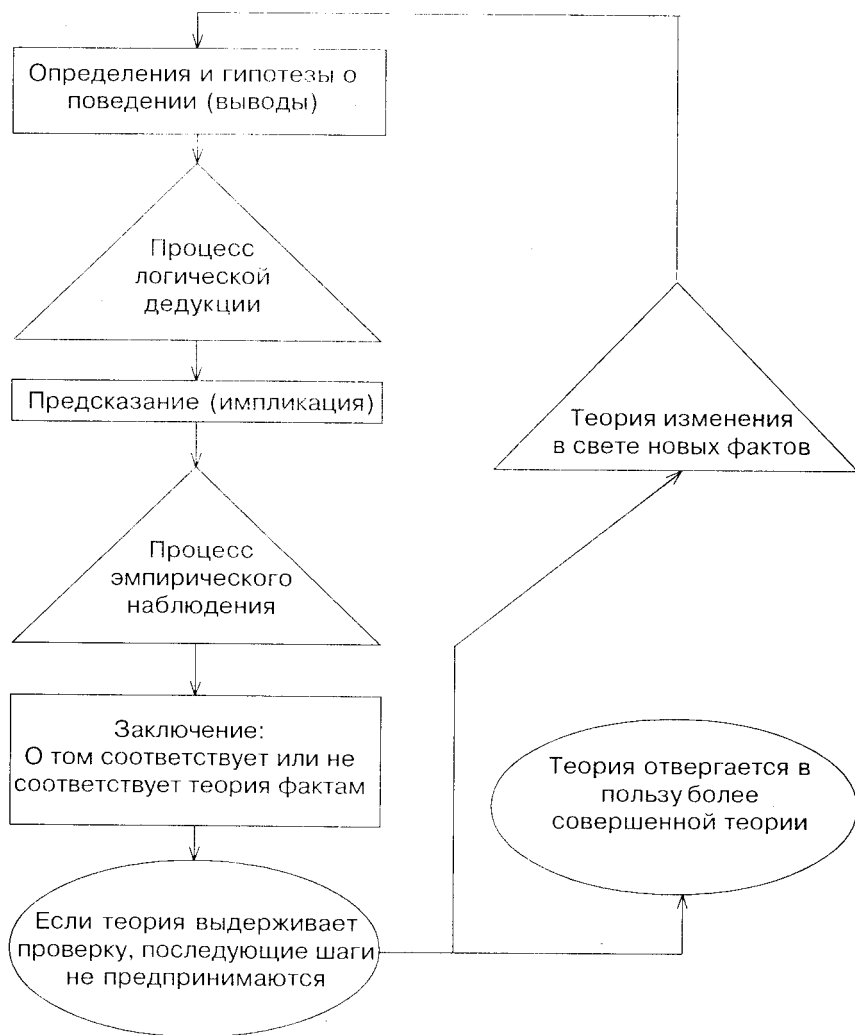 Определения и гипотезы о
поведении (выводы)
Процесс
логической
дедукции
Предсказание (импликация)
Теория изменения
в свете новых фактов
Процесс
эмпирического
наблюдения
Заключение:
О том соответствует или не
соответствует теория фактам
Теория отвергается в
пользу более
совершенной теории
Если теория выдерживает
проверку, последующие шаги
не предпринимаются